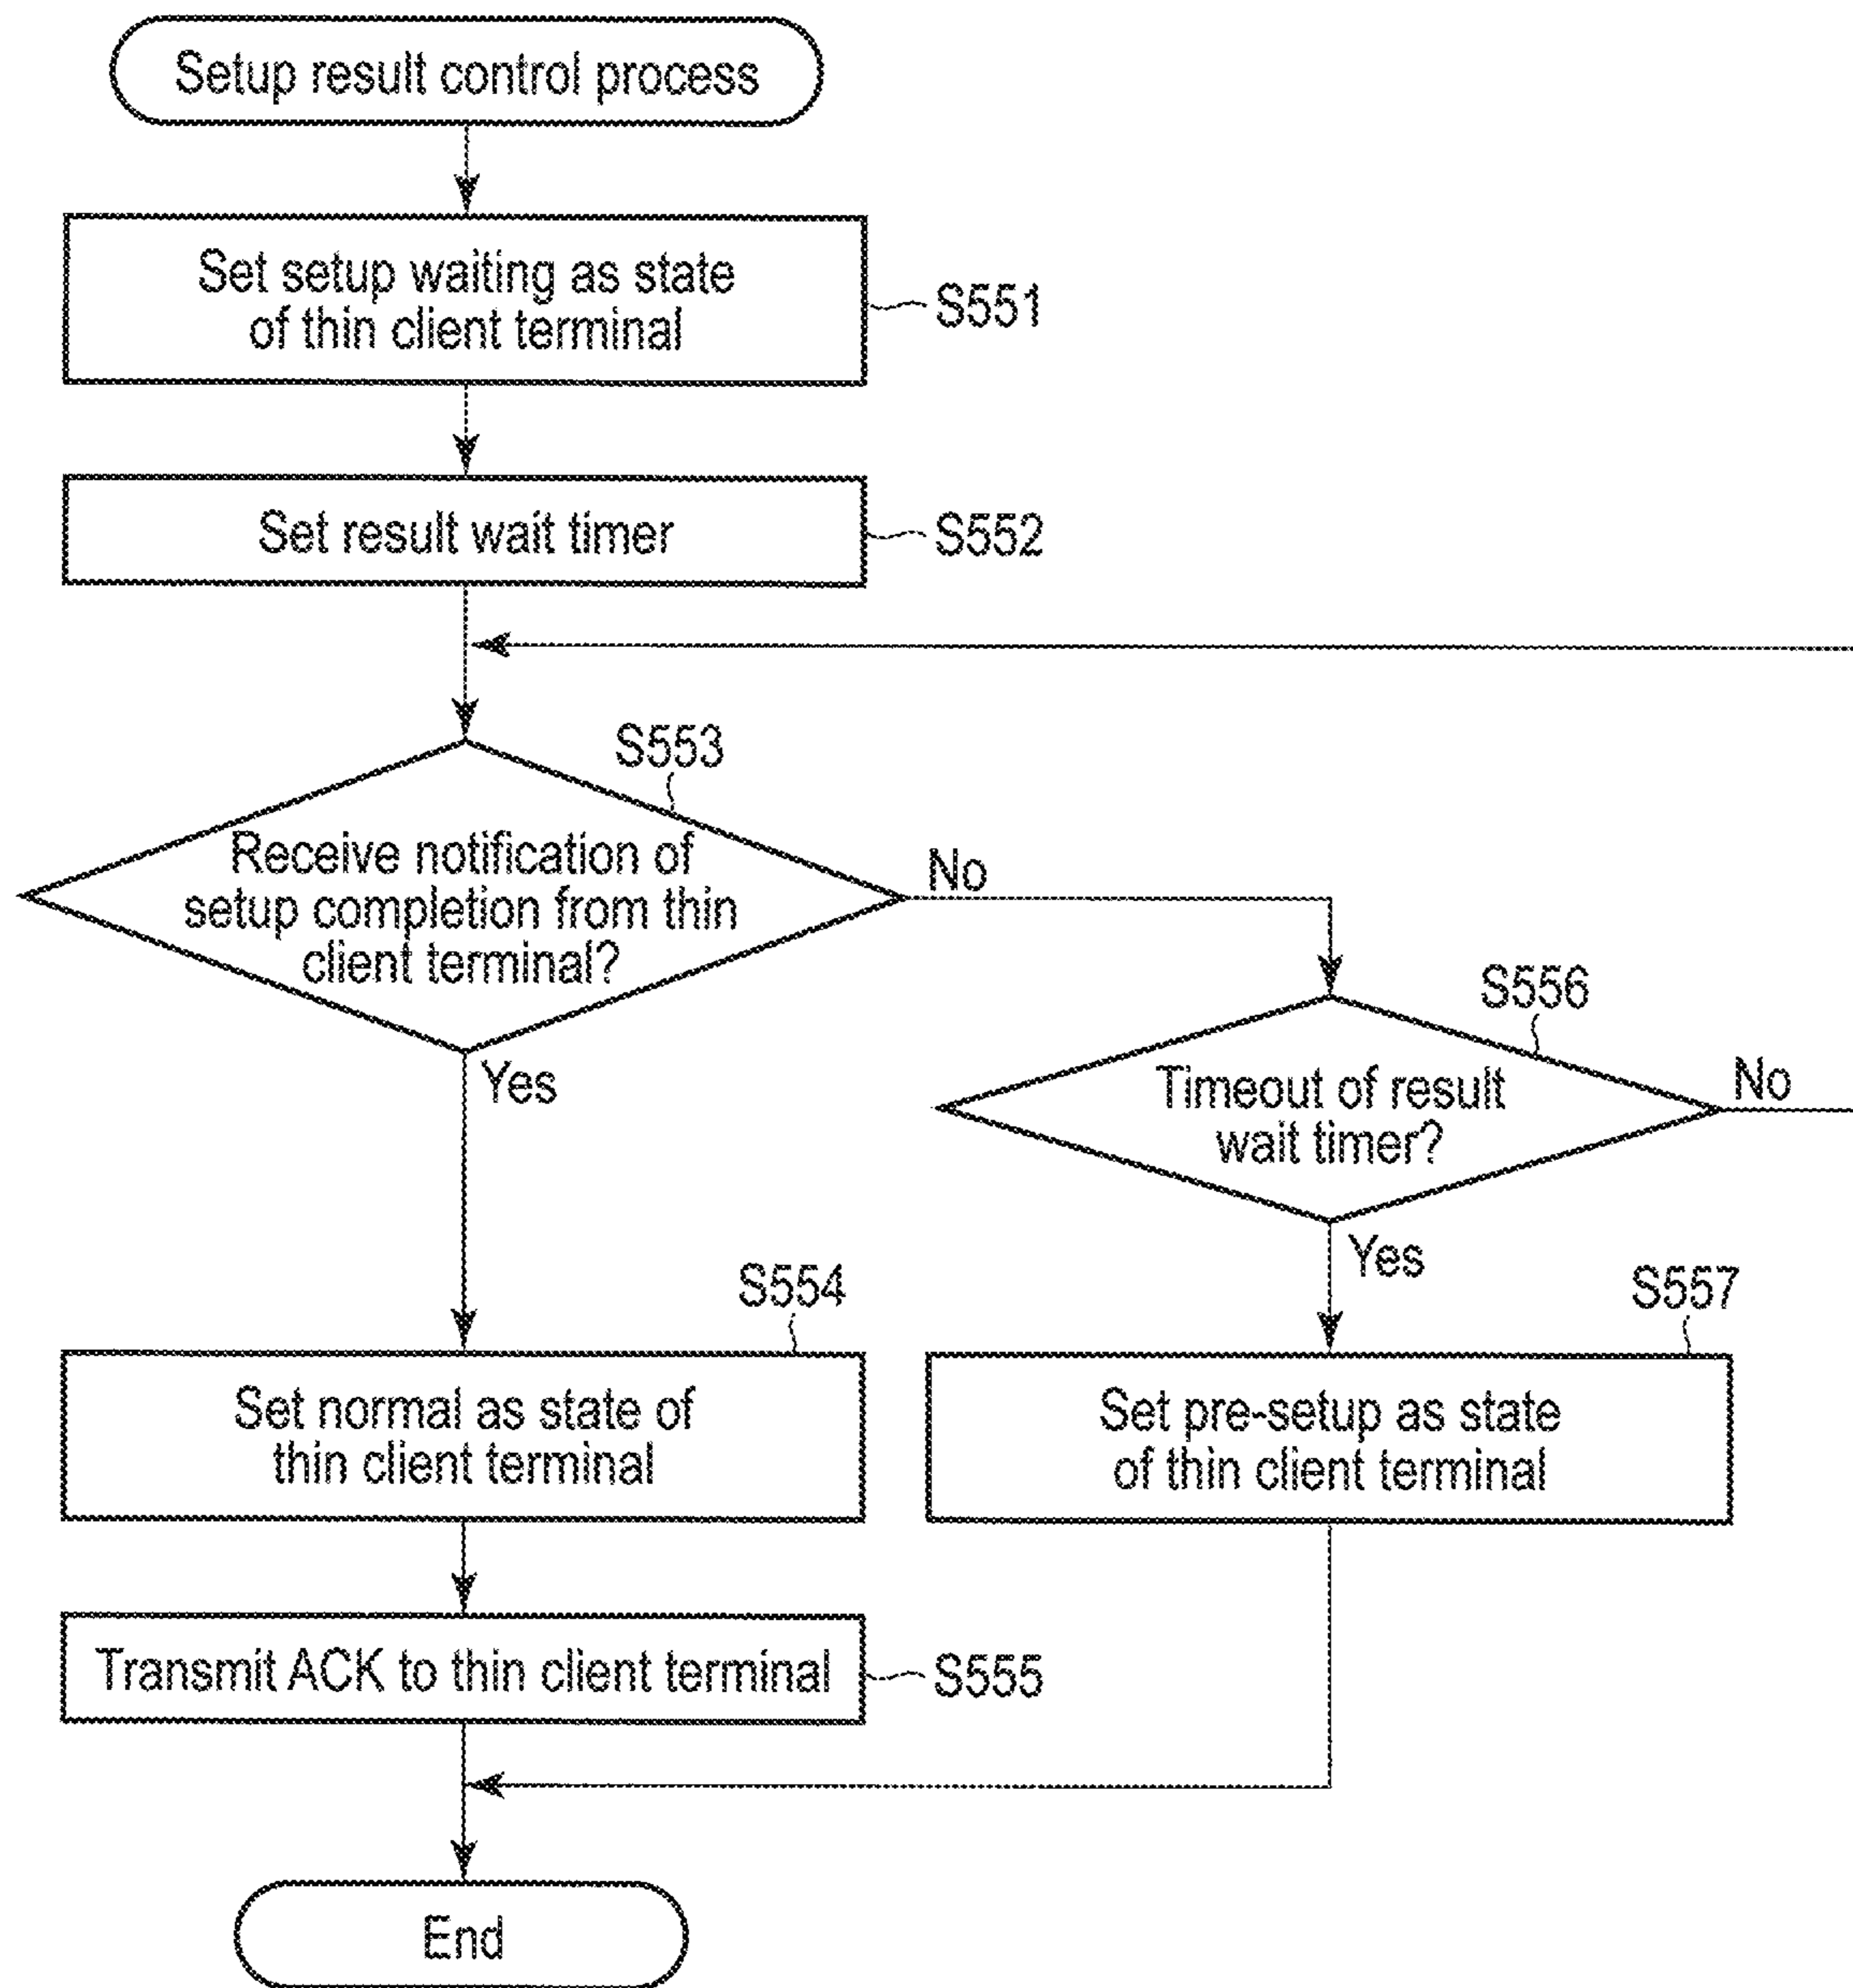 Setup result control process
Set setup waiting as state
of thin client terminal
S551
Set result wait timer
S552
S553
Receive notification of
setup completion from thin
client terminal?
No
Yes
S556
Timeout of result
wait timer?
No
Yes
S554
Set normal as state of
thin client terminal
S557
Set pre-setup as state
of thin client terminal
Transmit ACK to thin client terminal
S555
End